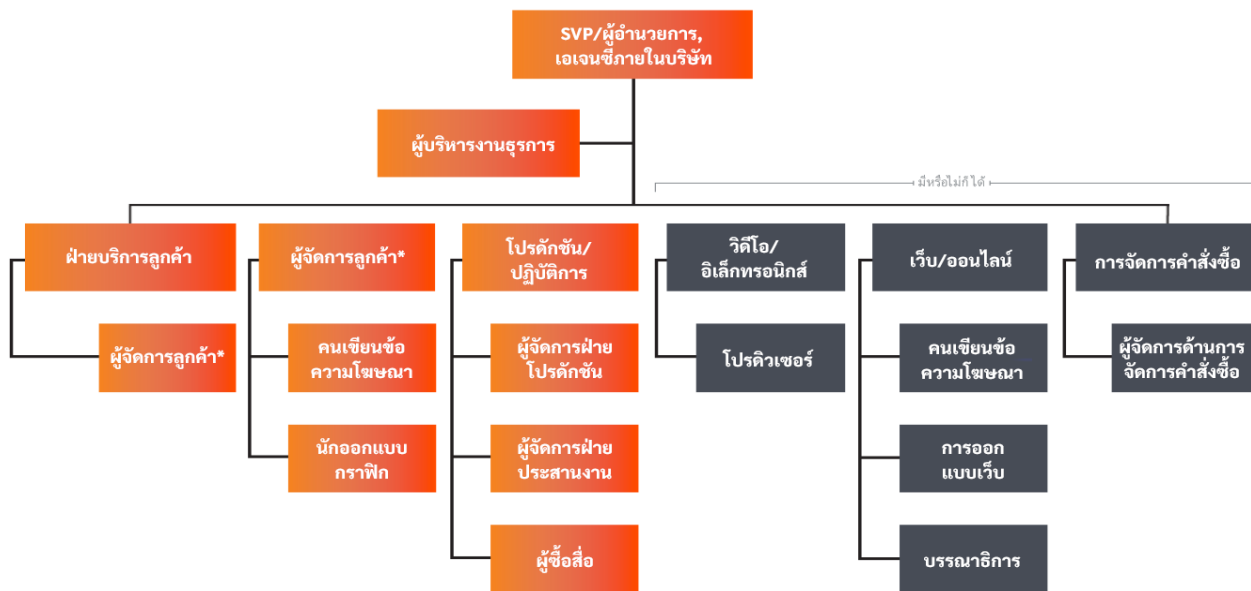 SVP/ผู้อำนวยการ,
เอเจนซีภายในบริษัท
ผู้บริหารงานธุรการ
มีหรือไม่ก็ได้
ฝ่ายบริการลูกค้า
ผู้จัดการลูกค้า*
ผู้จัดการลูกค้า*
คนเขียนข้อ
ความโฆษณา
นักออกแบบ
กราฟิก
โปรดักชัน/
ปฏิบัติการ
ผู้จัดการฝ่าย
โปรดักชัน
ผู้จัดการฝ่าย
ประสานงาน
ผู้ซื้อสื่อ
วิดีโอ/
อิเล็กทรอนิกส์
โปรดิวเซอร์
เว็บ/ออนไลน์
คนเขียนข้อ
ความโฆษณา
การออก
แบบเว็บ
บรรณาธิการ
การจัดการคำสั่งซื้อ
ผู้จัดการด้านการ
จัดการคำสั่งซื้อ